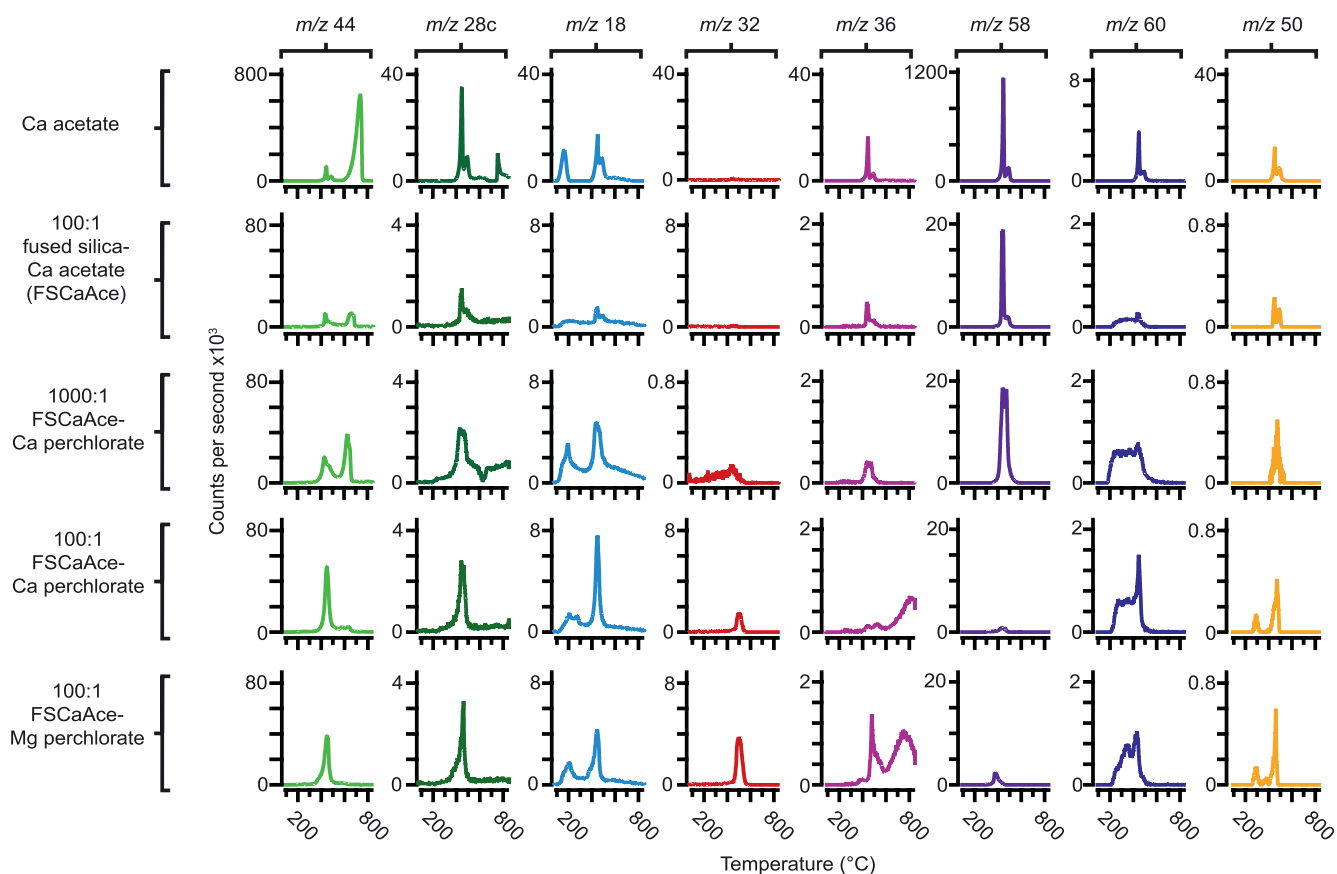 m/z 44 m/z 28c m/z 18 m/z 32 m/z 36 m/z 58 m/z 60 m/z 50
Ca acetate
800 40 40 40 40 1200 8 40
0 0 0 0 0 0 0 0
100:1
fused silica-
Ca acetate
(FSCaAce)
80 4 8 8 2 20 2 0.8
0 0 0 0 0 0 0 0
1000:1
FSCaAce-
Ca perchlorate
80 4 8 0.8 2 20 2 0.8
0 0 0 0 0 0 0 0
100:1
FSCaAce-
Ca perchlorate
80 4 8 8 2 20 2 0.8
0 0 0 0 0 0 0 0
100:1
FSCaAce-
Mg perchlorate
80 4 8 8 2 20 2 0.8
0 0 0 0 0 0 0 0
Counts per second x10³
200 800 200 800 200 800 200 800 200 800 200 800 200 800 200 800
Temperature (°C)